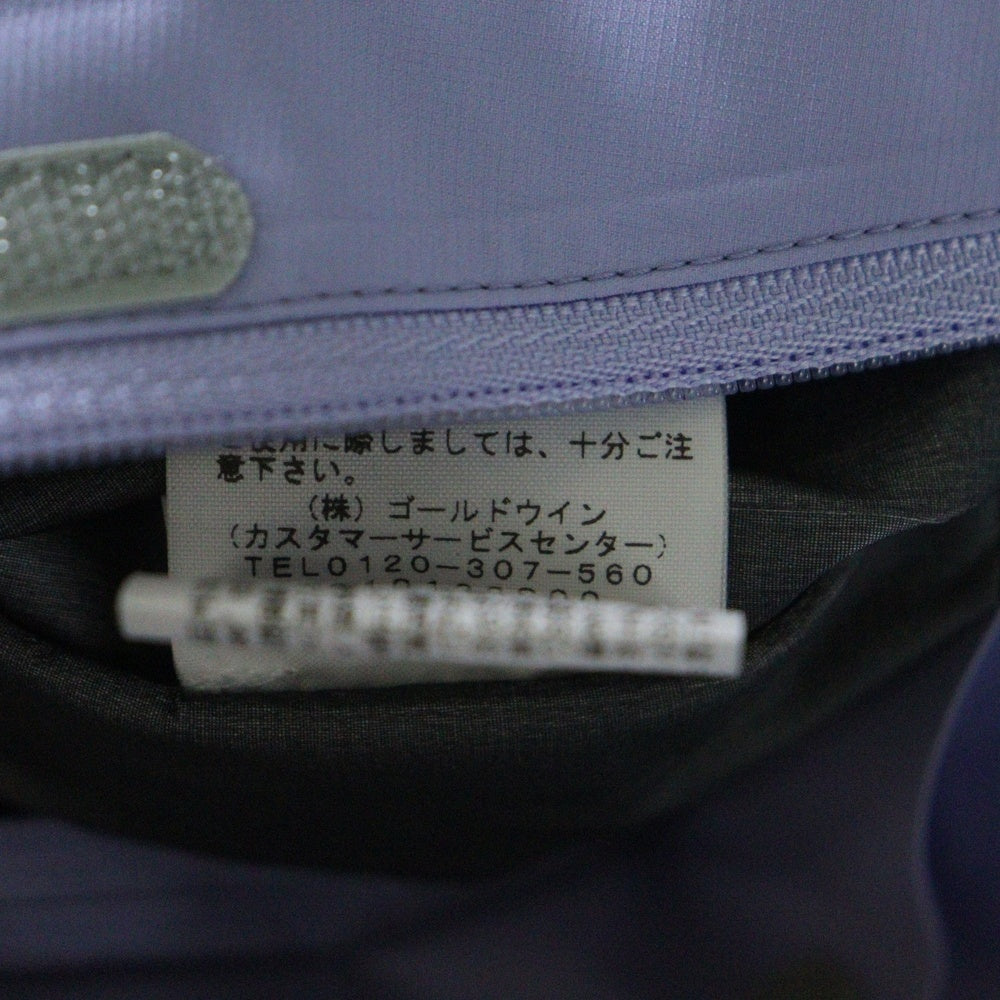 ご使用に際しましては、十分ご注
意下さい。
（株）ゴールドウイン
（カスタマーサービスセンター）
TEL0120－307－560